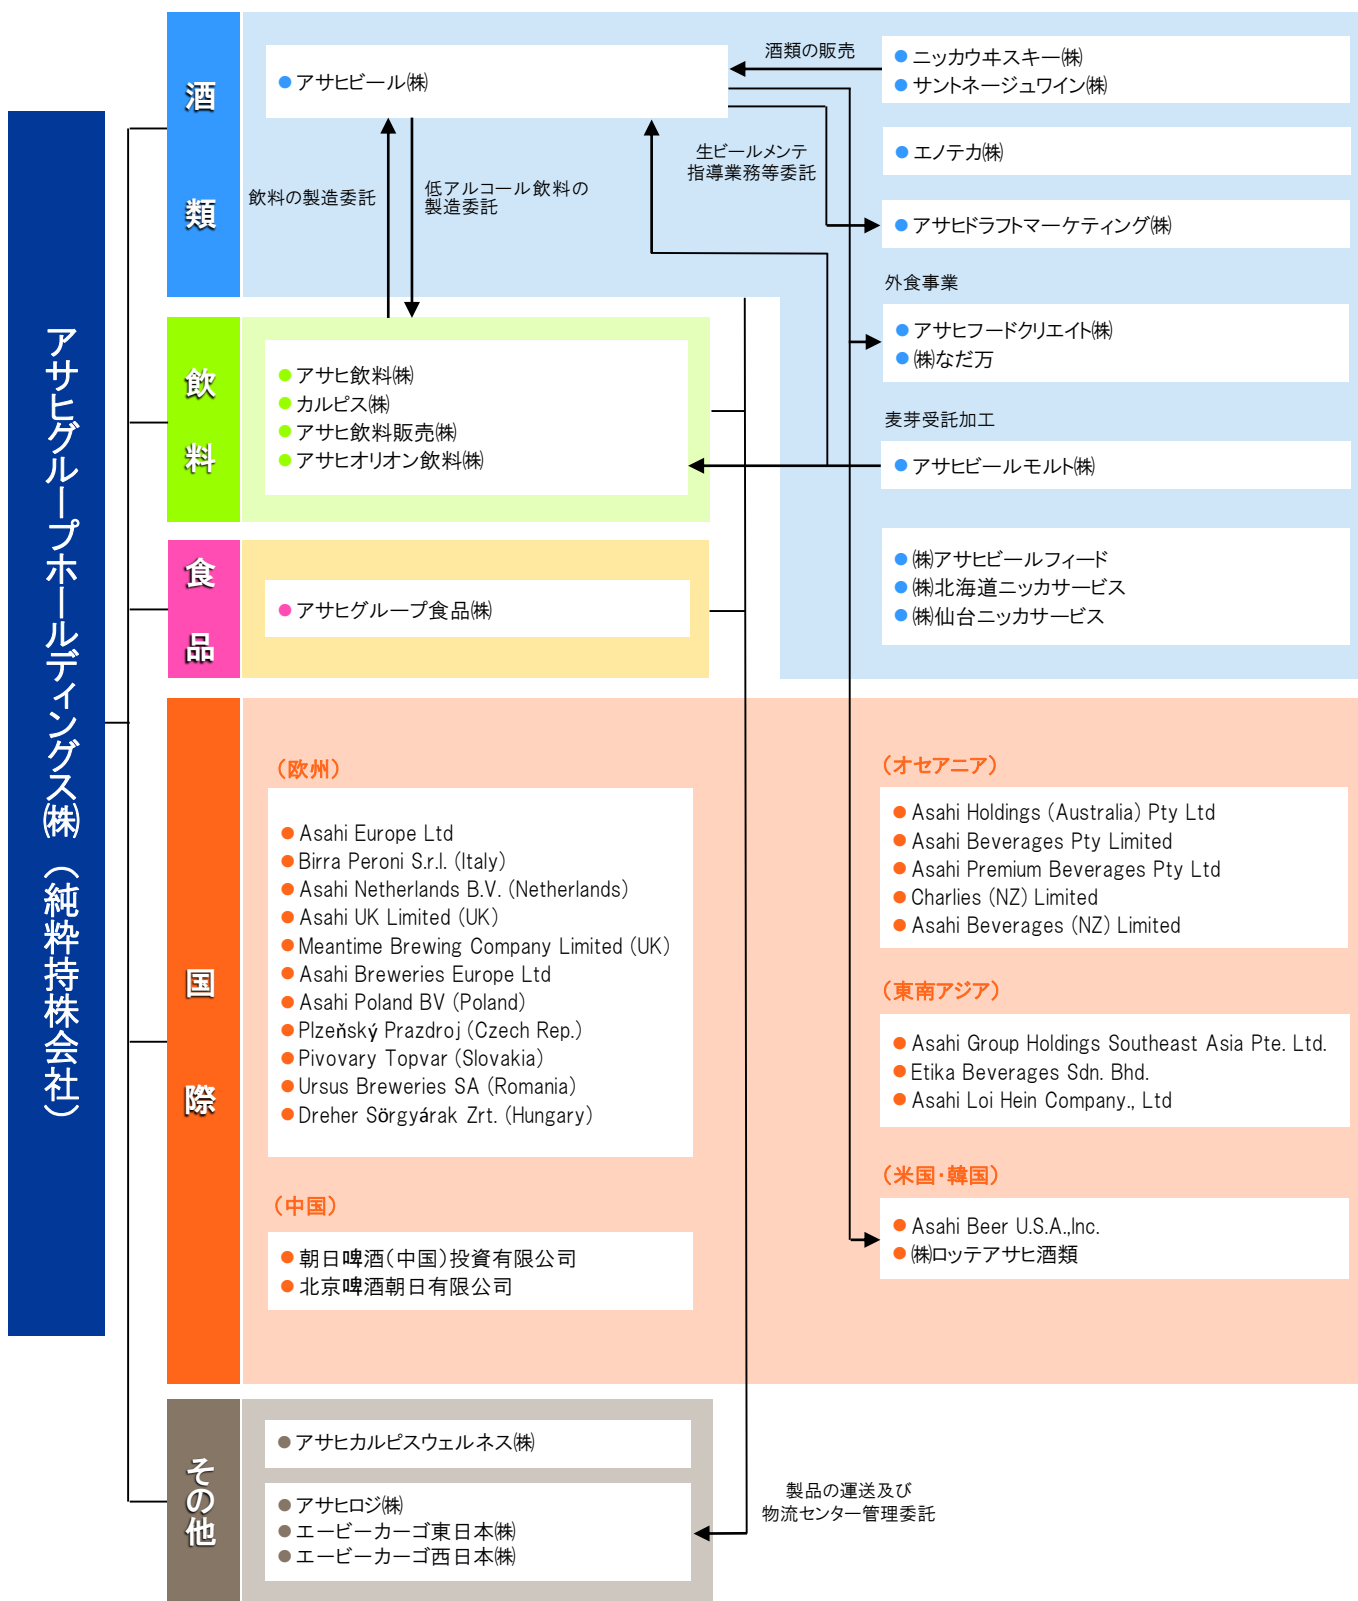 アサヒグループホールディングス㈱（純粋持株会社）
酒類
アサヒビール㈱
酒類の販売
ニッカウヰスキー㈱
サントネージュワイン㈱
エノテカ㈱
生ビールメンテ
指導業務等委託
アサヒドラフトマーケティング㈱
飲料の製造委託
低アルコール飲料の
製造委託
外食事業
アサヒフードクリエイト㈱
㈱なだ万
麦芽受託加工
アサヒビールモルト㈱
㈱アサヒビールフィード
㈱北海道ニッカサービス
㈱仙台ニッカサービス
飲料
アサヒ飲料㈱
カルピス㈱
アサヒ飲料販売㈱
アサヒオリオン飲料㈱
食品
アサヒグループ食品㈱
国際
（欧州）
Asahi Europe Ltd
Birra Peroni S.r.l. (Italy)
Asahi Netherlands B.V. (Netherlands)
Asahi UK Limited (UK)
Meantime Brewing Company Limited (UK)
Asahi Breweries Europe Ltd
Asahi Poland BV (Poland)
Plzeňský Prazdroj (Czech Rep.)
Pivovary Topvar (Slovakia)
Ursus Breweries SA (Romania)
Dreher Sörgyárak Zrt. (Hungary)
（中国）
朝日啤酒（中国）投資有限公司
北京啤酒朝日有限公司
（オセアニア）
Asahi Holdings (Australia) Pty Ltd
Asahi Beverages Pty Limited
Asahi Premium Beverages Pty Ltd
Charlies (NZ) Limited
Asahi Beverages (NZ) Limited
（東南アジア）
Asahi Group Holdings Southeast Asia Pte. Ltd.
Etika Beverages Sdn. Bhd.
Asahi Loi Hein Company., Ltd
（米国･韓国）
Asahi Beer U.S.A.,Inc.
㈱ロッテアサヒ酒類
その他
アサヒカルピスウェルネス㈱
アサヒロジ㈱
エービーカーゴ東日本㈱
エービーカーゴ西日本㈱
製品の運送及び
物流センター管理委託